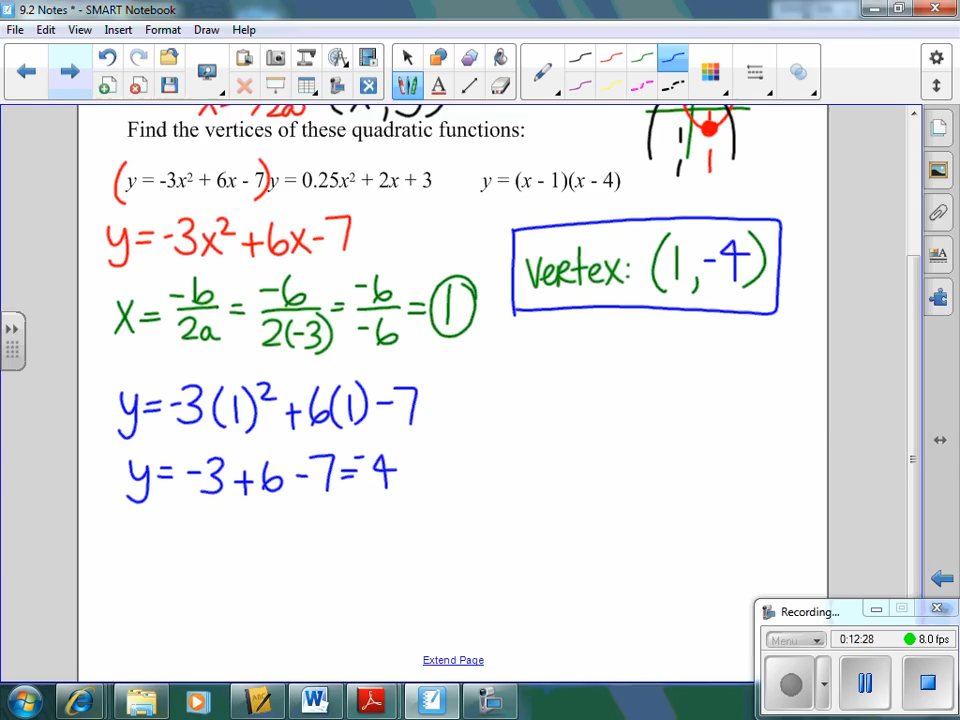 9.2 Notes * - SMART Notebook
File Edit View Insert Format Draw Help
Find the vertices of these quadratic functions:
(y = -3x² + 6x - 7) y = 0.25x² + 2x + 3 y = (x - 1)(x - 4)
y = -3x² + 6x - 7
x = -b/2a = -6/2(-3) = -6/-6 = 1
vertex: (1, -4)
y = -3(1)² + 6(1) - 7
y = -3 + 6 - 7 = -4
Extend Page
Recording...
Menu 0:12:28 8.0 fps